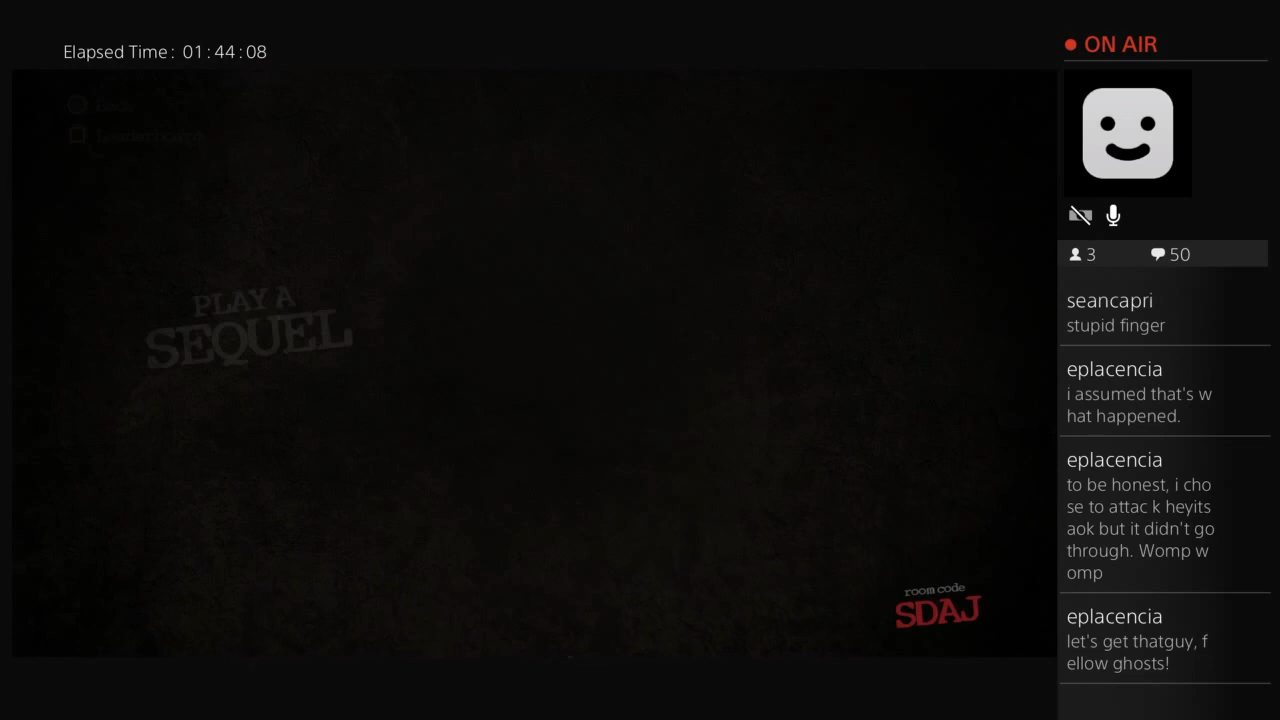 Elapsed Time: 01:44:08
ON AIR
Back
Leaderboard
PLAY A
SEQUEL
room code
SDAJ
3 50
seancapri
stupid finger
eplacencia
i assumed that's w
hat happened.
eplacencia
to be honest, i cho
se to attac k heyits
aok but it didn't go
through. Womp w
omp
eplacencia
let's get thatguy, f
ellow ghosts!